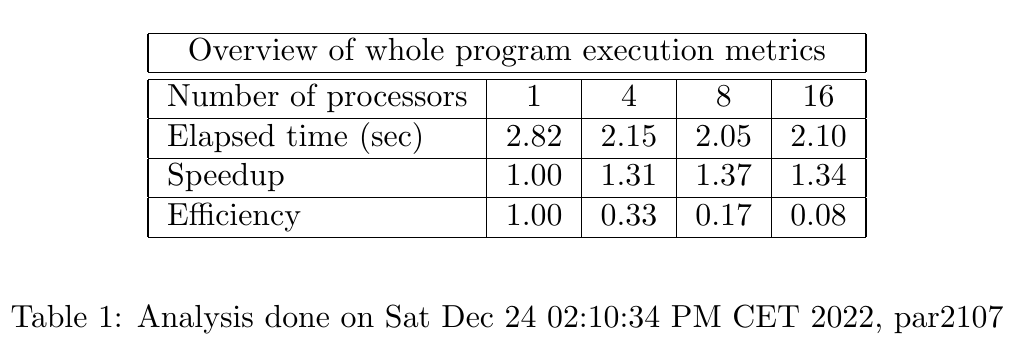 Overview of whole program execution metrics
Number of processors 1 4 8 16
Elapsed time (sec) 2.82 2.15 2.05 2.10
Speedup 1.00 1.31 1.37 1.34
Efficiency 1.00 0.33 0.17 0.08
Table 1: Analysis done on Sat Dec 24 02:10:34 PM CET 2022, par2107